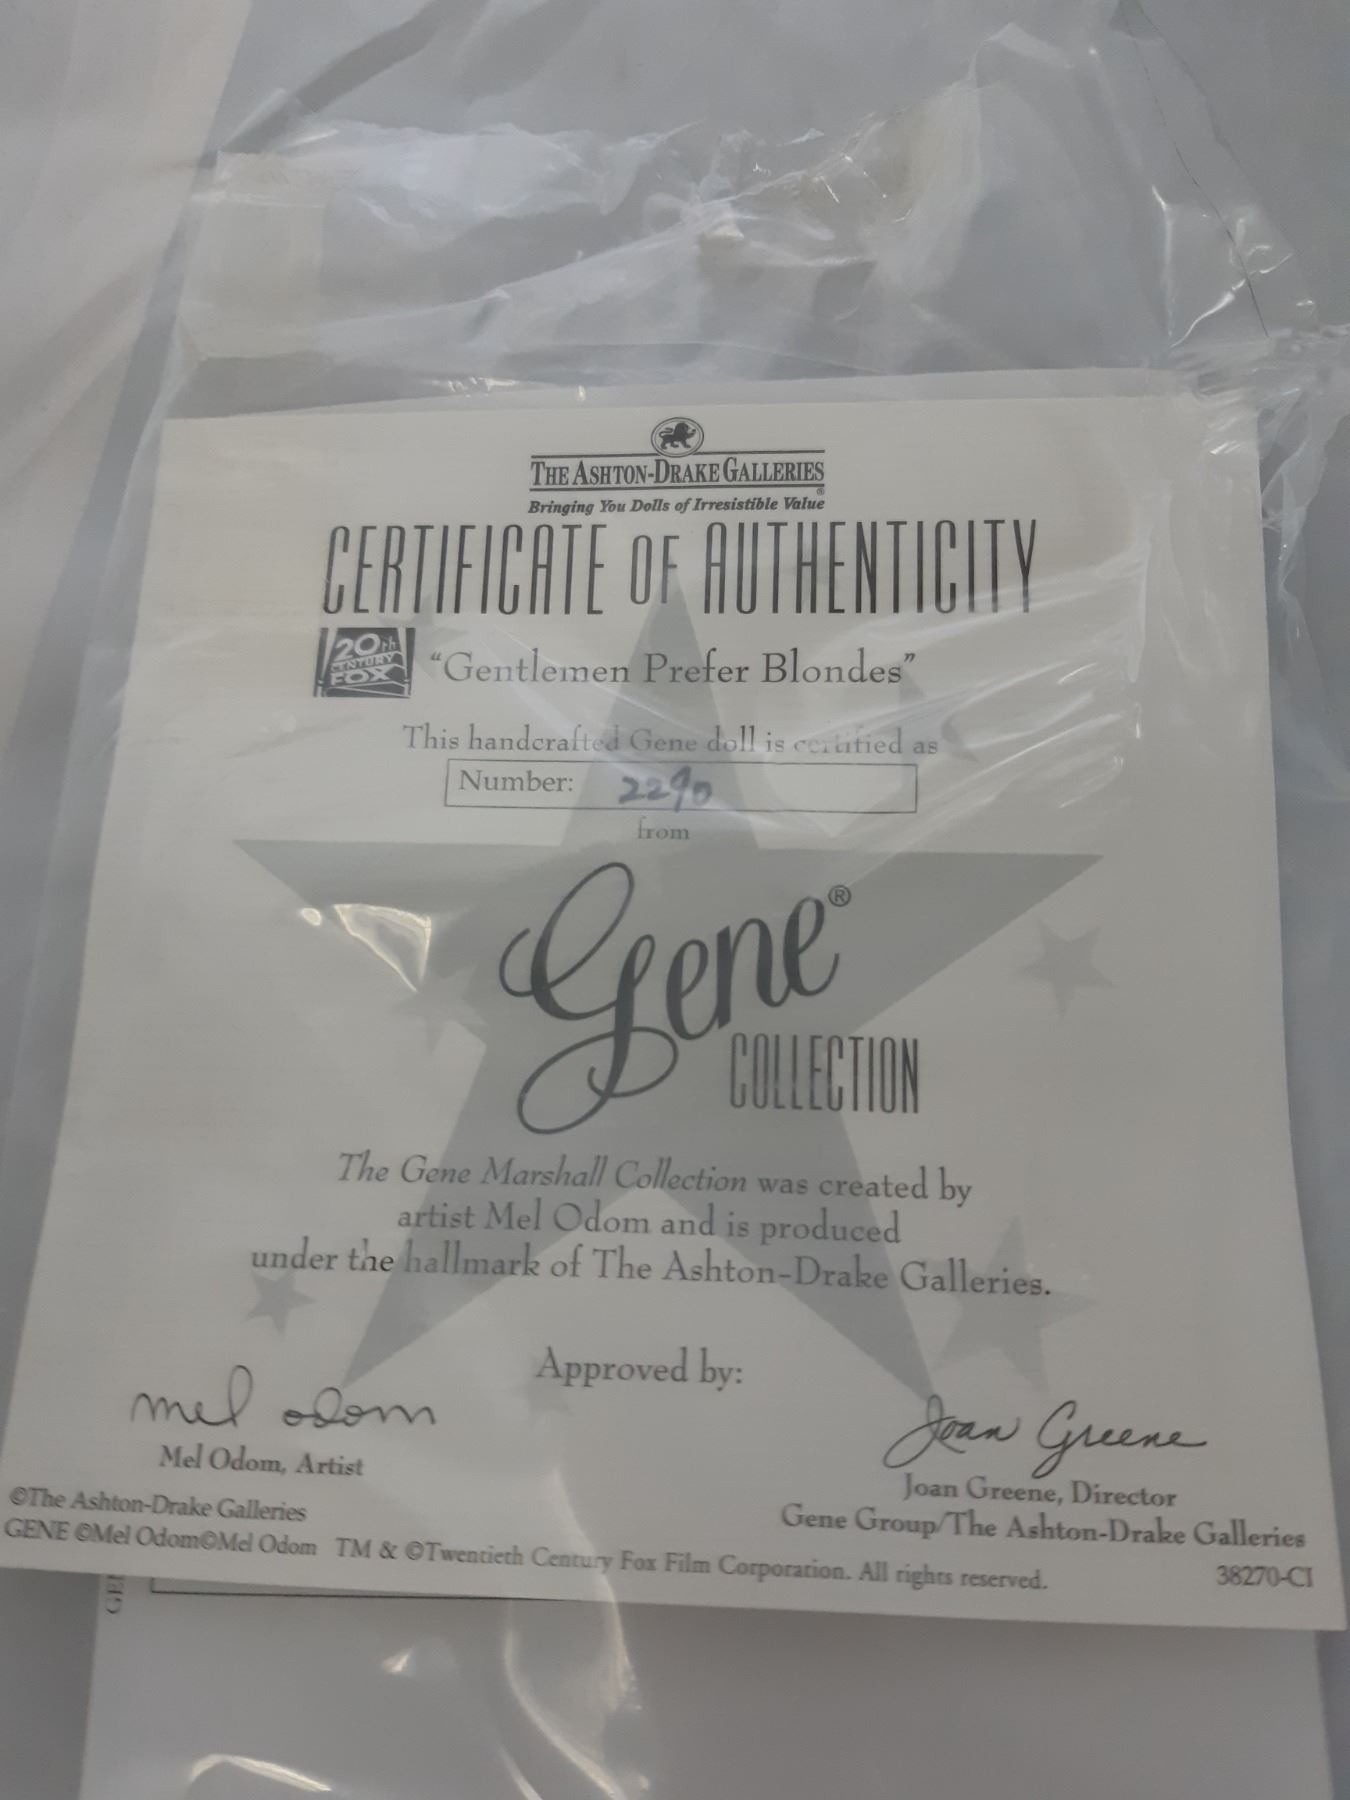 THE ASHTON-DRAKE GALLERIES
®
Bringing You Dolls of Irresistible Value
CERTIFICATE OF AUTHENTICITY
20th
CENTURY
FOX
“Gentlemen Prefer Blondes”
This handcrafted Gene doll is certified as
Number: 2290
from
Gene®
COLLECTION
The Gene Marshall Collection was created by
artist Mel Odom and is produced
under the hallmark of The Ashton-Drake Galleries.
Approved by:
Mel Odom
Mel Odom, Artist
Joan Greene
Joan Greene, Director
Gene Group/The Ashton-Drake Galleries
©The Ashton-Drake Galleries
GENE ©Mel Odom©Mel Odom TM & ©Twentieth Century Fox Film Corporation. All rights reserved.
38270-CI